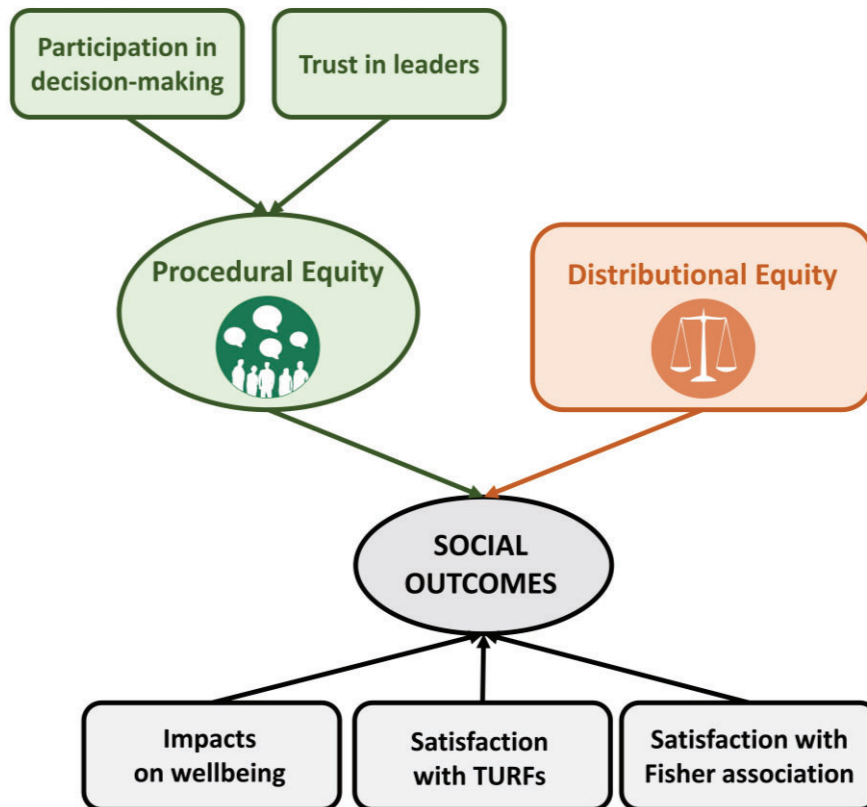 Participation in
decision-making
Trust in leaders
Procedural Equity
Distributional Equity
SOCIAL
OUTCOMES
Impacts
on wellbeing
Satisfaction
with TURFs
Satisfaction with
Fisher association